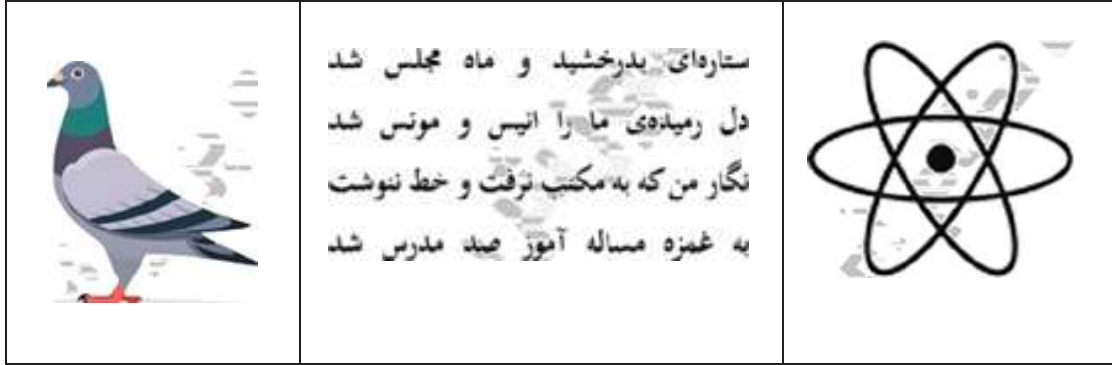 ستاره‌ای بدرخشید و ماه مجلس شد
دل رمیده‌ی ما را انیس و مونس شد
نگار من که به مکتب نرفت و خط ننوشت
به غمزه مساله آموز صد مدرس شد